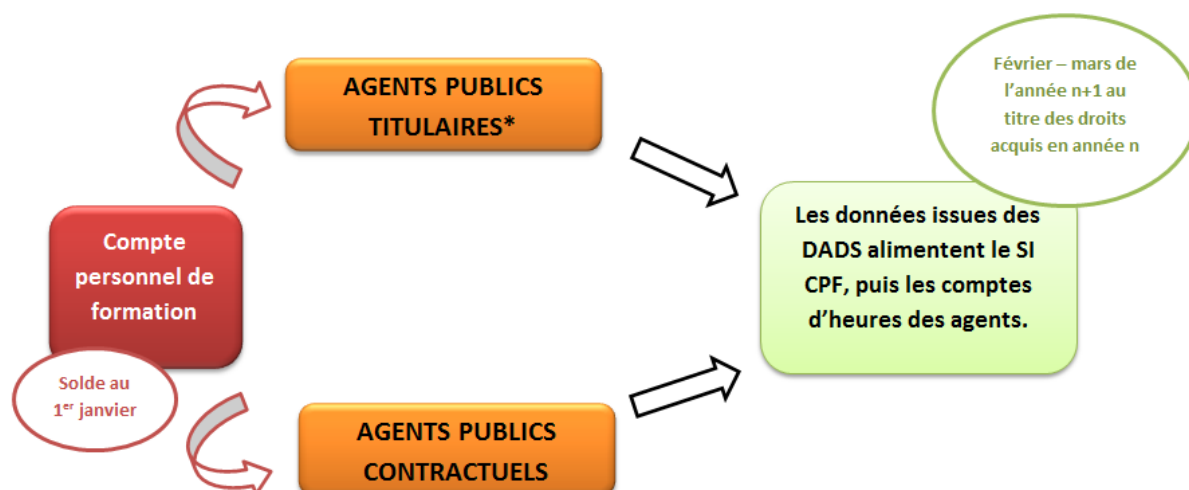 Compte
personnel de
formation
Solde au
1er janvier
AGENTS PUBLICS
TITULAIRES*
AGENTS PUBLICS
CONTRACTUELS
Février – mars de
l'année n+1 au
titre des droits
acquis en année n
Les données issues des
DADS alimentent le SI
CPF, puis les comptes
d'heures des agents.